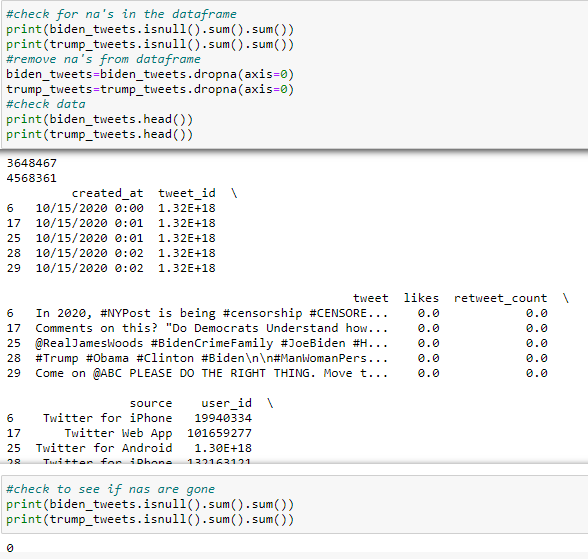 #check for na's in the dataframe
print(biden_tweets.isnull().sum().sum())
print(trump_tweets.isnull().sum().sum())
#remove na's from dataframe
biden_tweets=biden_tweets.dropna(axis=0)
trump_tweets=trump_tweets.dropna(axis=0)
#check data
print(biden_tweets.head())
print(trump_tweets.head())
3648467
4568361
created_at tweet_id \
6 10/15/2020 0:00 1.32E+18
17 10/15/2020 0:01 1.32E+18
25 10/15/2020 0:01 1.32E+18
28 10/15/2020 0:02 1.32E+18
29 10/15/2020 0:02 1.32E+18
tweet likes retweet_count \
6 In 2020, #NYPost is being #censorship #CENSORE... 0.0 0.0
17 Comments on this? "Do Democrats Understand how... 0.0 0.0
25 @RealJamesWoods #BidenCrimeFamily #JoeBiden #H... 0.0 0.0
28 #Trump #Obama #Clinton #Biden\n\n#ManWomanPers... 0.0 0.0
29 Come on @ABC PLEASE DO THE RIGHT THING. Move t... 0.0 0.0
source user_id \
6 Twitter for iPhone 19940334
17 Twitter Web App 101659277
25 Twitter for Android 1.30E+18
28 Twitter for iPhone 132163121
#check to see if nas are gone
print(biden_tweets.isnull().sum().sum())
print(trump_tweets.isnull().sum().sum())
0